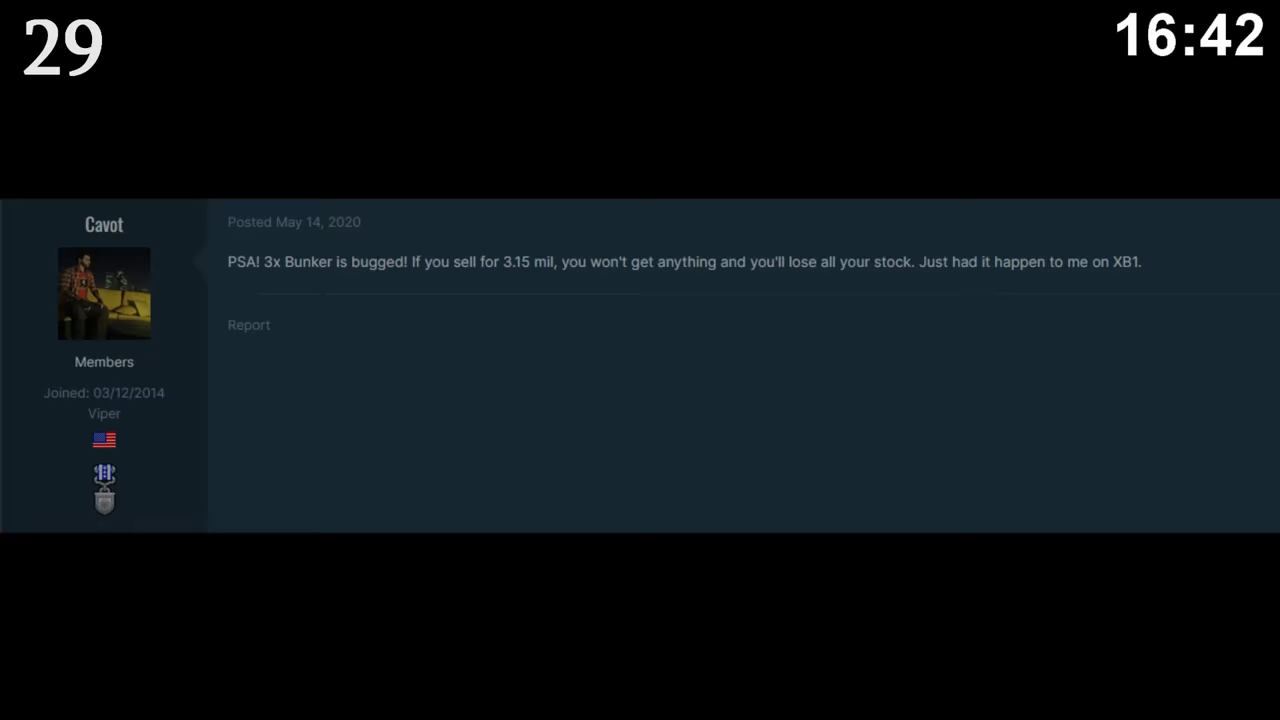 29
16:42
Cavot
Posted May 14, 2020
PSA! 3x Bunker is bugged! If you sell for 3.15 mil, you won't get anything and you'll lose all your stock. Just had it happen to me on XB1.
Report
Members
Joined: 03/12/2014
Viper